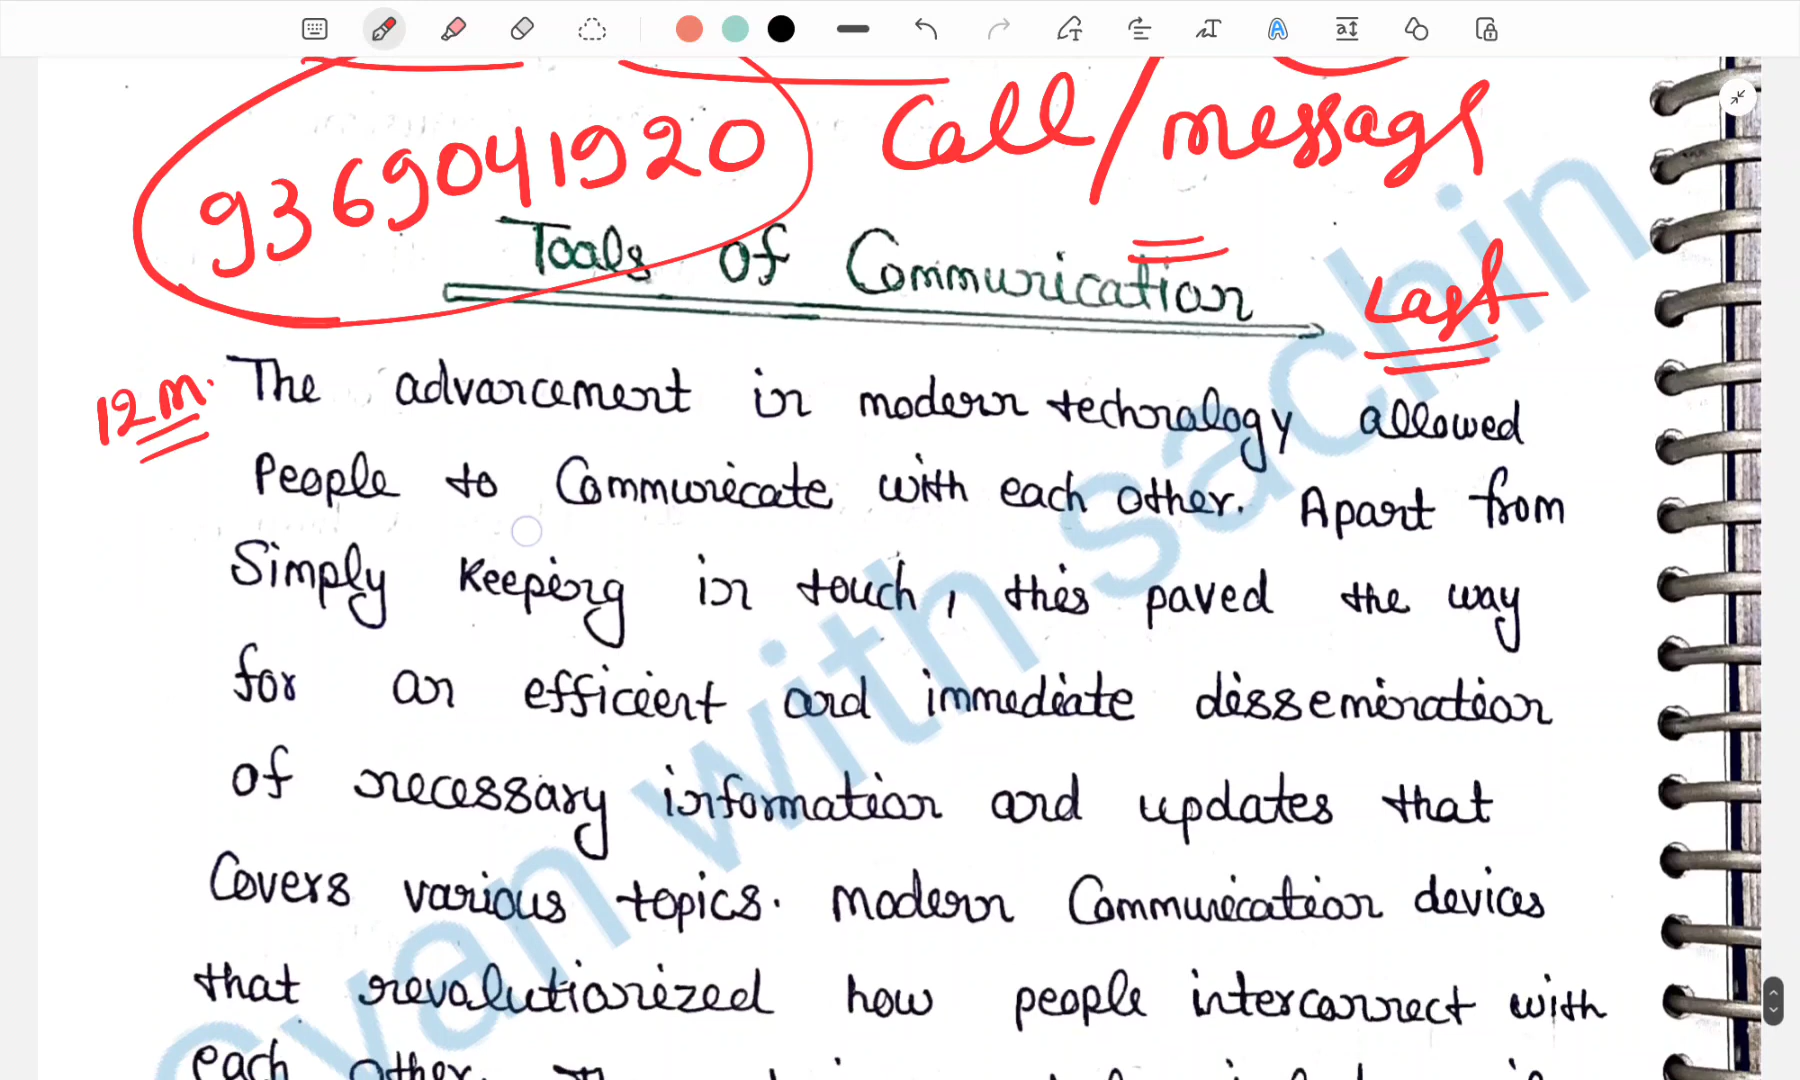 9369041920 Call/message
Tools of Communication
Last
12 M.
The advancement in modern technology allowed
People to Communicate with each other. Apart from
Simply Keeping in touch, this paved the way
for an efficient and immediate dissemination
of necessary information and updates that
Covers various topics. modern Communication devices
that revolutionized how people interconnect with
each other.
Gyan with sachin